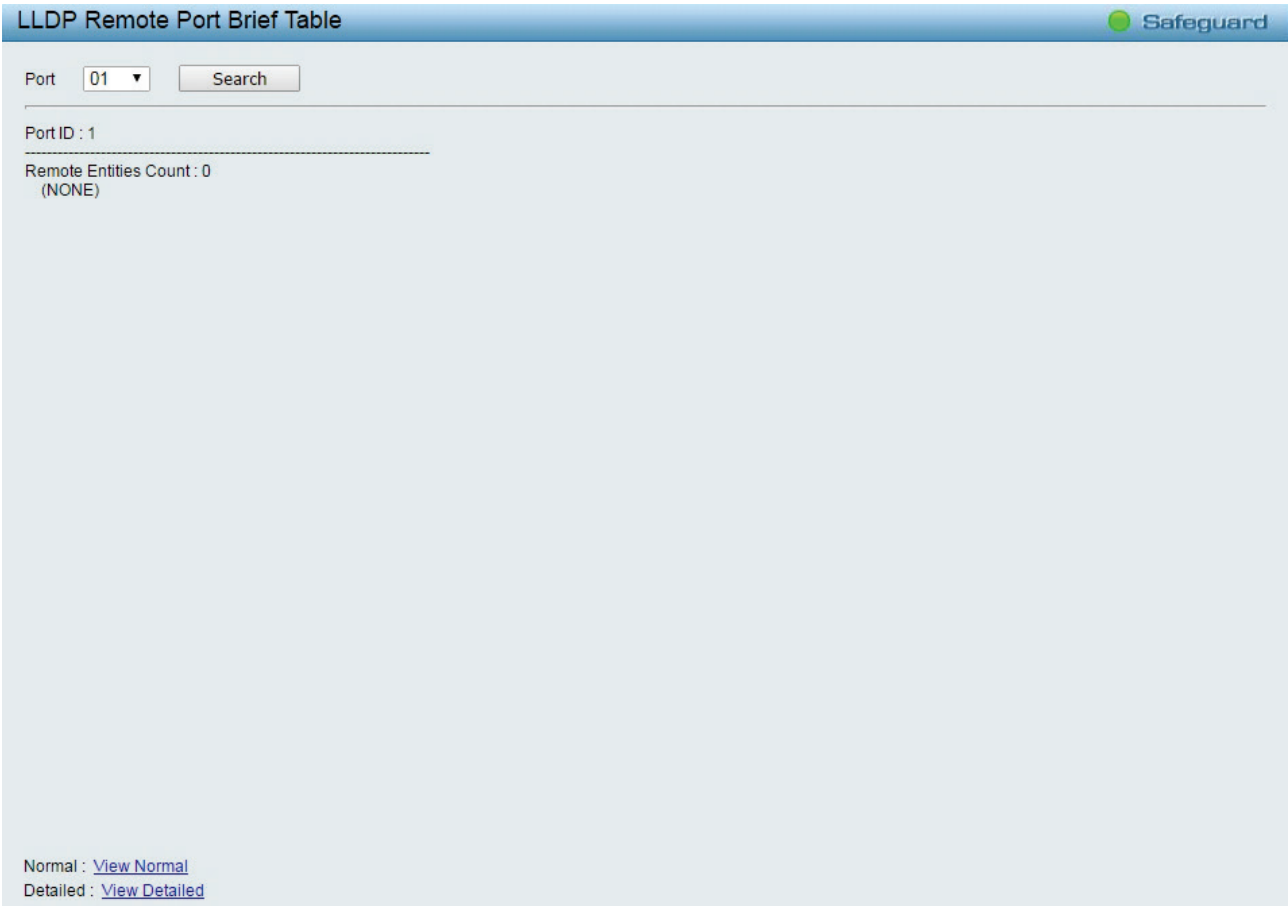 LLDP Remote Port Brief Table
Safeguard
Port 01 Search
Port ID : 1
--------------------------------------------------------------------------------
Remote Entities Count : 0
(NONE)
Normal : View Normal
Detailed : View Detailed